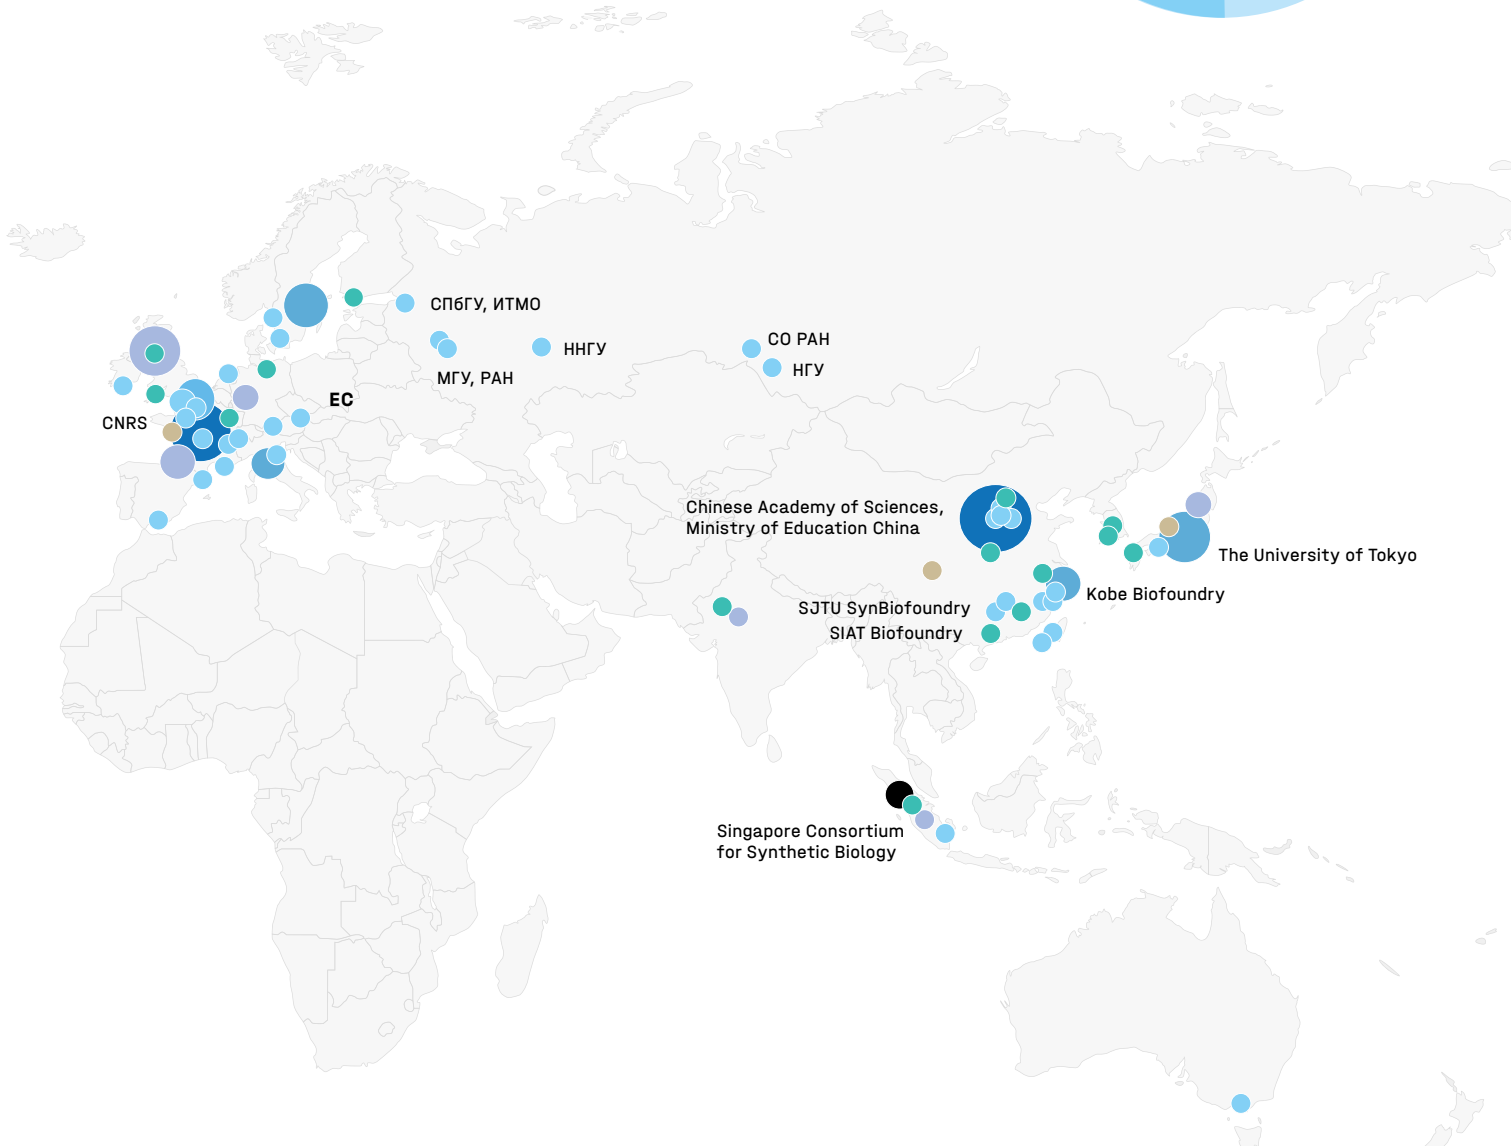 СПбГУ, ИТМО
СО РАН
ННГУ
НГУ
МГУ, РАН
ЕС
CNRS
Chinese Academy of Sciences,
Ministry of Education China
The University of Tokyo
Kobe Biofoundry
SJTU SynBiofoundry
SIAT Biofoundry
Singapore Consortium
for Synthetic Biology